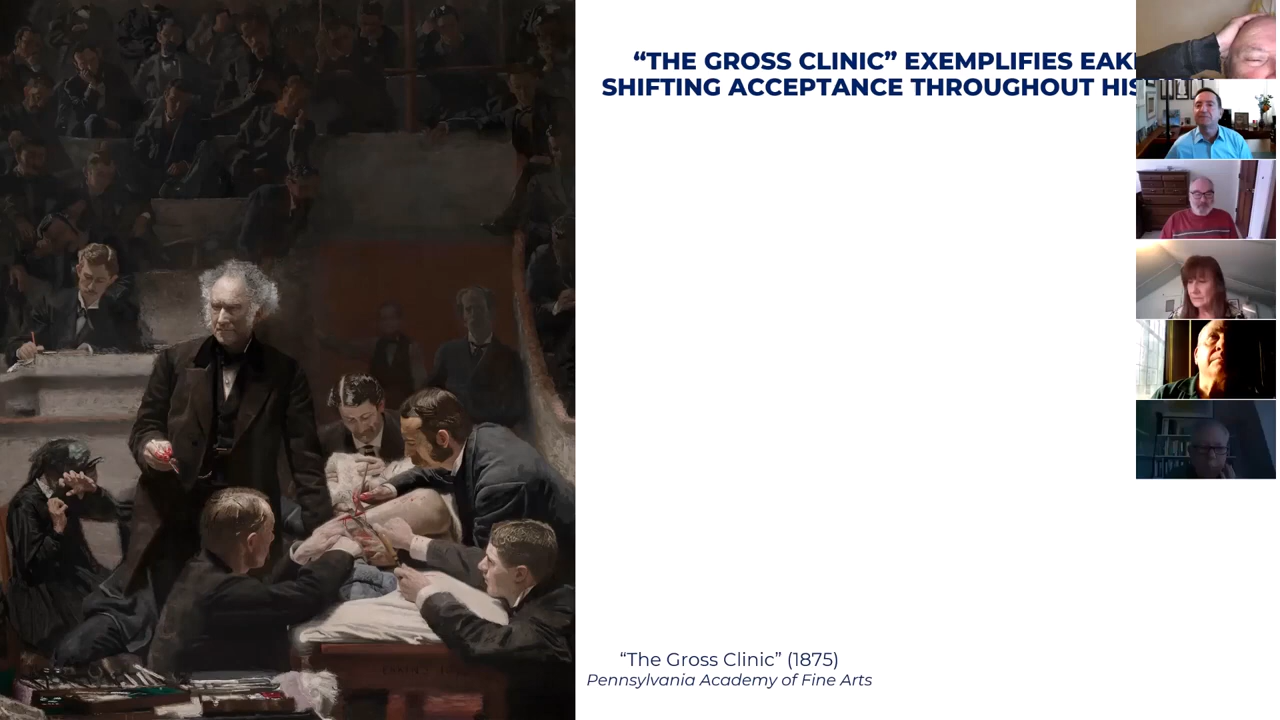 “THE GROSS CLINIC” EXEMPLIFIES
SHIFTING ACCEPTANCE THROUGHOUT
“The Gross Clinic” (1875)
Pennsylvania Academy of Fine Arts